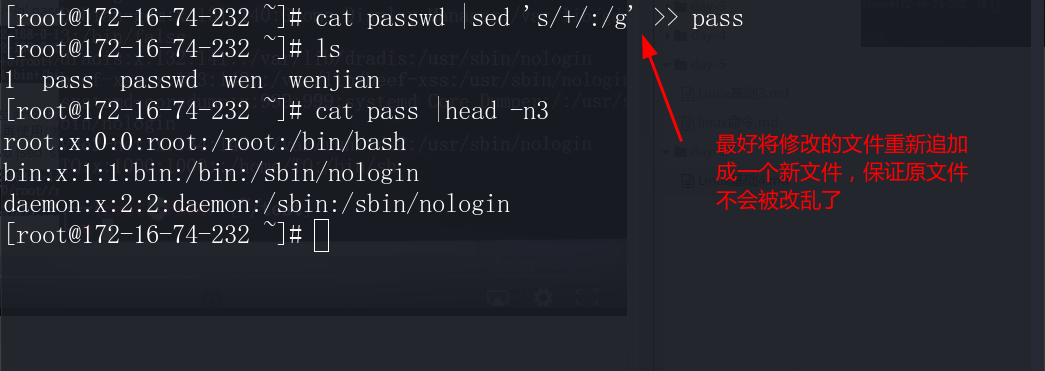 [root@172-16-74-232 ~]# cat passwd |sed 's/+/:/g' >> pass
[root@172-16-74-232 ~]# ls
1 pass passwd wen wenjian
[root@172-16-74-232 ~]# cat pass |head -n3
root:x:0:0:root:/root:/bin/bash
bin:x:1:1:bin:/bin:/sbin/nologin
daemon:x:2:2:daemon:/sbin:/sbin/nologin
[root@172-16-74-232 ~]#
最好将修改的文件重新追加
成一个新文件，保证原文件
不会被改乱了